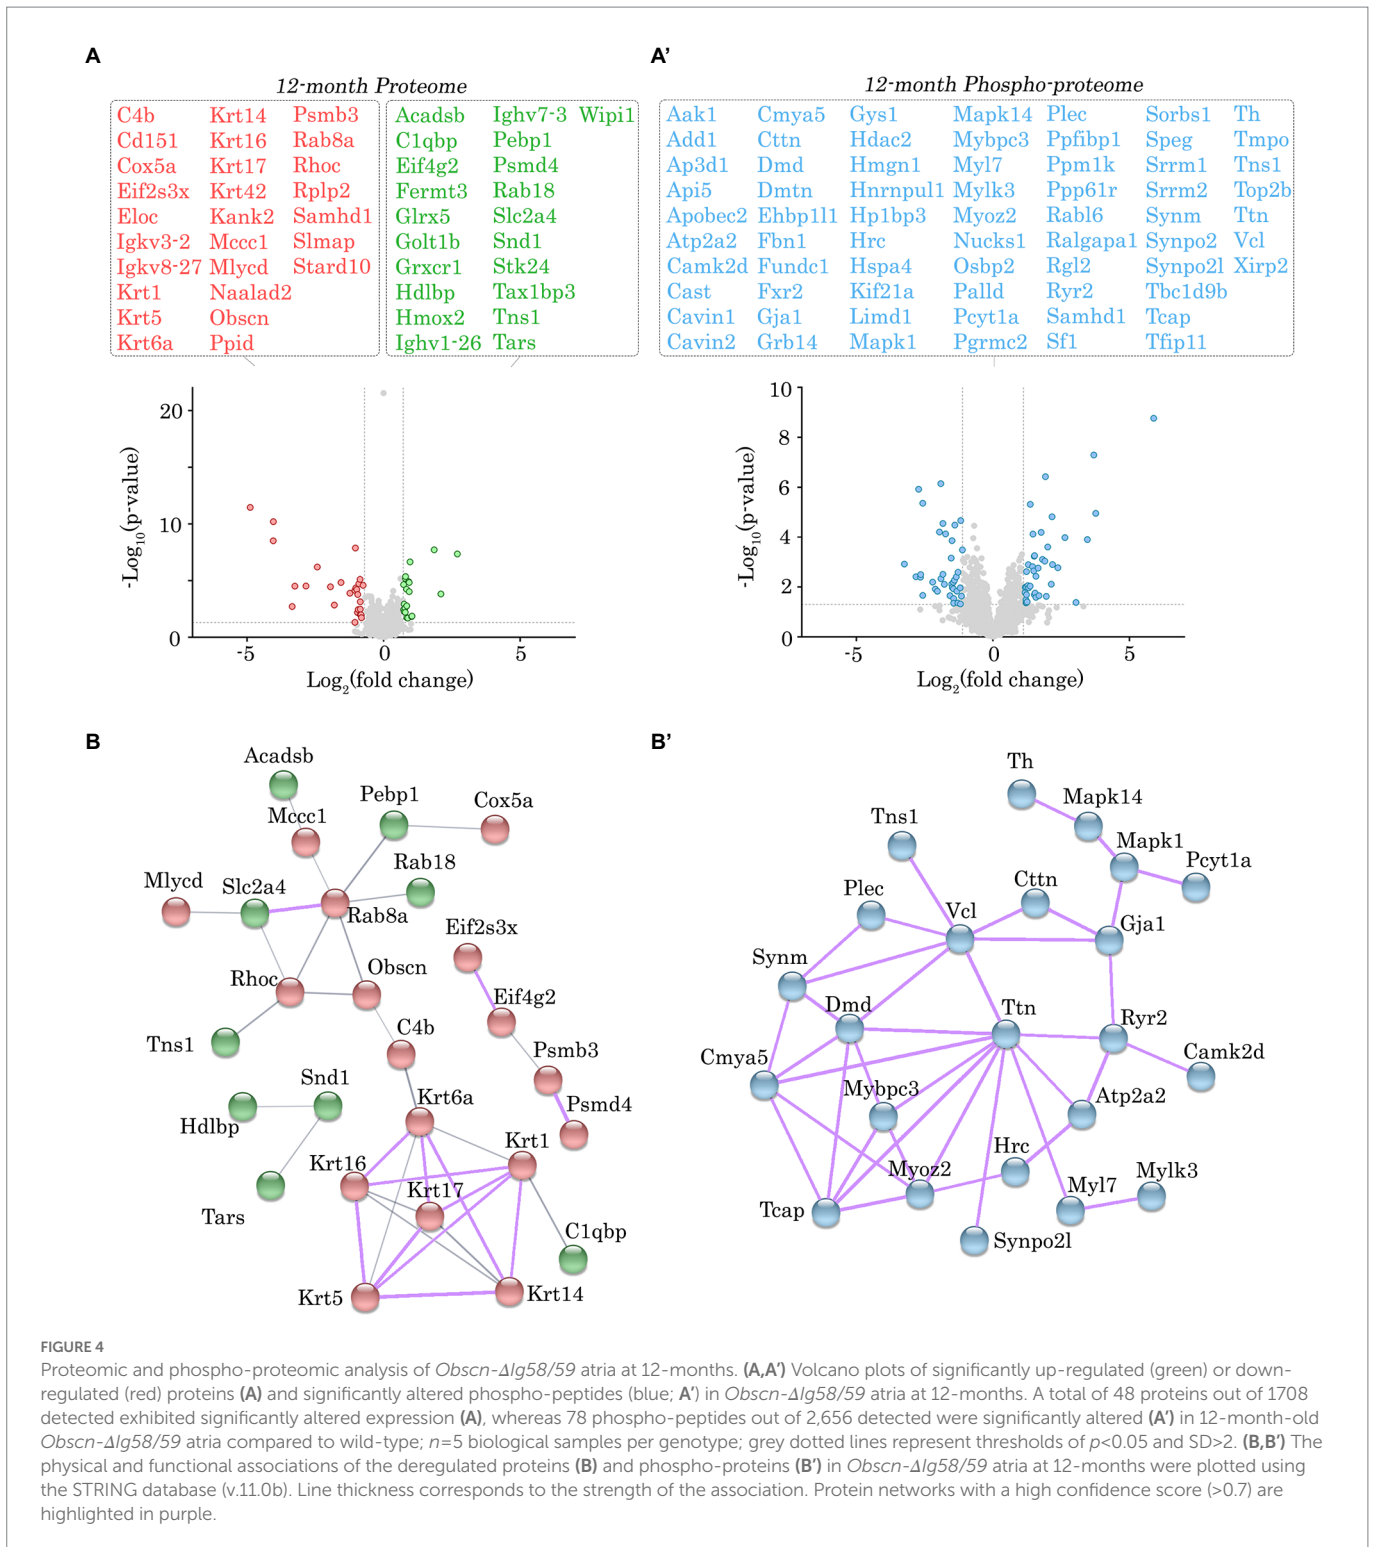 A
12-month Proteome
C4b Krt14 Psmb3
Cd151 Krt16 Rab8a
Cox5a Krt17 Rhoc
Eif2s3x Krt42 Rplp2
Eloc Kank2 Samhd1
Igkv3-2 Mccc1 Slmap
Igkv8-27 Mlycd Stard10
Krt1 Naalad2
Krt5 Obscn
Krt6a Ppid
Acadsb Ighv7-3 Wipi1
C1qbp Pebp1
Eif4g2 Psmd4
Fermt3 Rab18
Glrx5 Slc2a4
Golt1b Snd1
Grxcr1 Stk24
Hdlbp Tax1bp3
Hmox2 Tns1
Ighv1-26 Tars
20
10
0
-Log10(p-value)
-5 0 5
Log2(fold change)
A’
12-month Phospho-proteome
Aak1 Cmya5 Gys1 Mapk14 Plec Sorbs1 Th
Add1 Cttn Hdac2 Mybpc3 Ppfibp1 Speg Tmpo
Ap3d1 Dmd Hmgn1 Myl7 Ppm1k Srrm1 Tns1
Api5 Dmtn Hnrnpul1 Mylk3 Ppp61r Srrm2 Top2b
Apobec2 Ehbp1l1 Hp1bp3 Myoz2 Rabl6 Synm Ttn
Atp2a2 Fbn1 Hrc Nucks1 Ralgapa1 Synpo2 Vcl
Camk2d Fundc1 Hspa4 Osbp2 Rgl2 Synpo2l Xirp2
Cast Fxr2 Kif21a Palld Ryr2 Tbc1d9b
Cavin1 Gja1 Limd1 Pcyt1a Samhd1 Tcap
Cavin2 Grb14 Mapk1 Pgrmc2 Sf1 Tfip11
10
8
6
4
2
0
-Log10(p-value)
-5 0 5
Log2(fold change)
B
Acadsb
Pebp1
Cox5a
Mccc1
Rab18
Mlycd
Slc2a4
Rab8a
Eif2s3x
Rhoc
Obscn
Eif4g2
Tns1
C4b
Psmb3
Snd1
Krt6a
Psmd4
Hdlbp
Krt1
Krt16
Krt17
Tars
C1qbp
Krt5
Krt14
B’
Th
Mapk14
Tns1
Mapk1
Pcyt1a
Plec
Cttn
Vcl
Gja1
Synm
Dmd
Ttn
Ryr2
Cmya5
Camk2d
Mybpc3
Atp2a2
Hrc
Myoz2
Myl7
Mylk3
Tcap
Synpo2l
FIGURE 4
Proteomic and phospho-proteomic analysis of Obscn-ΔIg58/59 atria at 12-months. (A,A’) Volcano plots of significantly up-regulated (green) or down-
regulated (red) proteins (A) and significantly altered phospho-peptides (blue; A’) in Obscn-ΔIg58/59 atria at 12-months. A total of 48 proteins out of 1708
detected exhibited significantly altered expression (A), whereas 78 phospho-peptides out of 2,656 detected were significantly altered (A’) in 12-month-old
Obscn-ΔIg58/59 atria compared to wild-type; n=5 biological samples per genotype; grey dotted lines represent thresholds of p<0.05 and SD>2. (B,B’) The
physical and functional associations of the deregulated proteins (B) and phospho-proteins (B’) in Obscn-ΔIg58/59 atria at 12-months were plotted using
the STRING database (v.11.0b). Line thickness corresponds to the strength of the association. Protein networks with a high confidence score (>0.7) are
highlighted in purple.